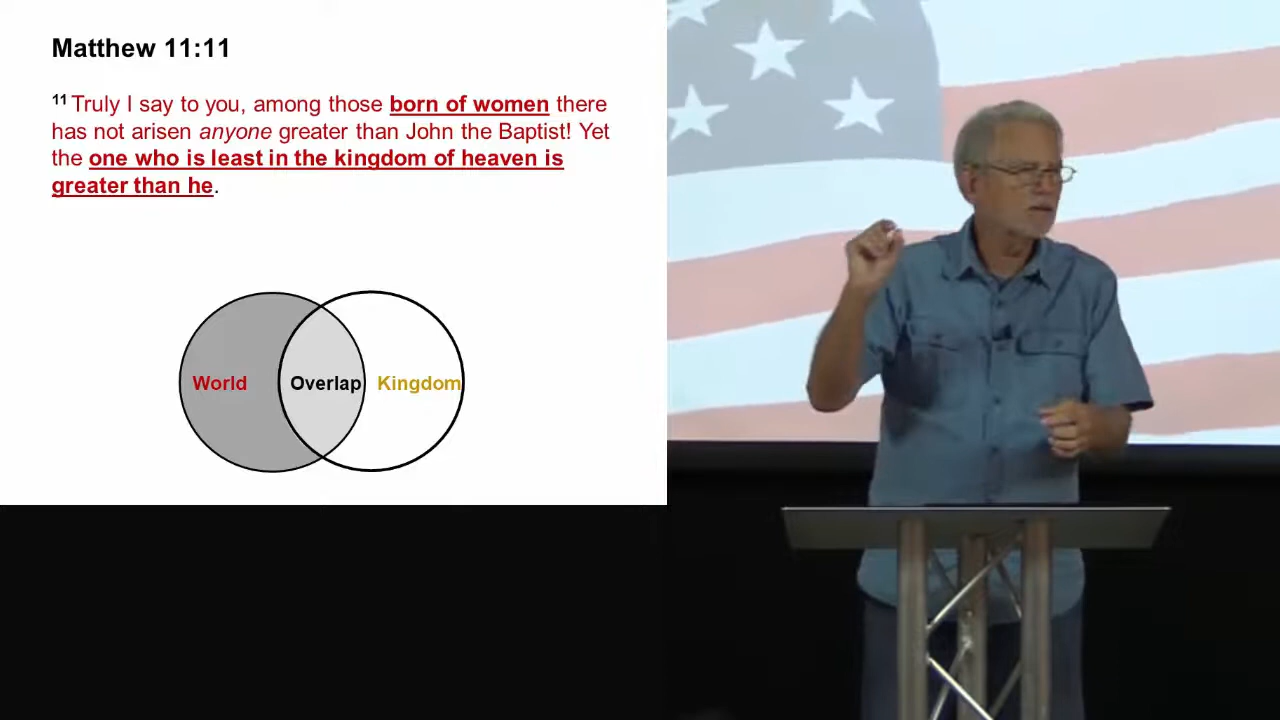 Matthew 11:11
11 Truly I say to you, among those born of women there
has not arisen anyone greater than John the Baptist! Yet
the one who is least in the kingdom of heaven is
greater than he.
World Overlap Kingdom